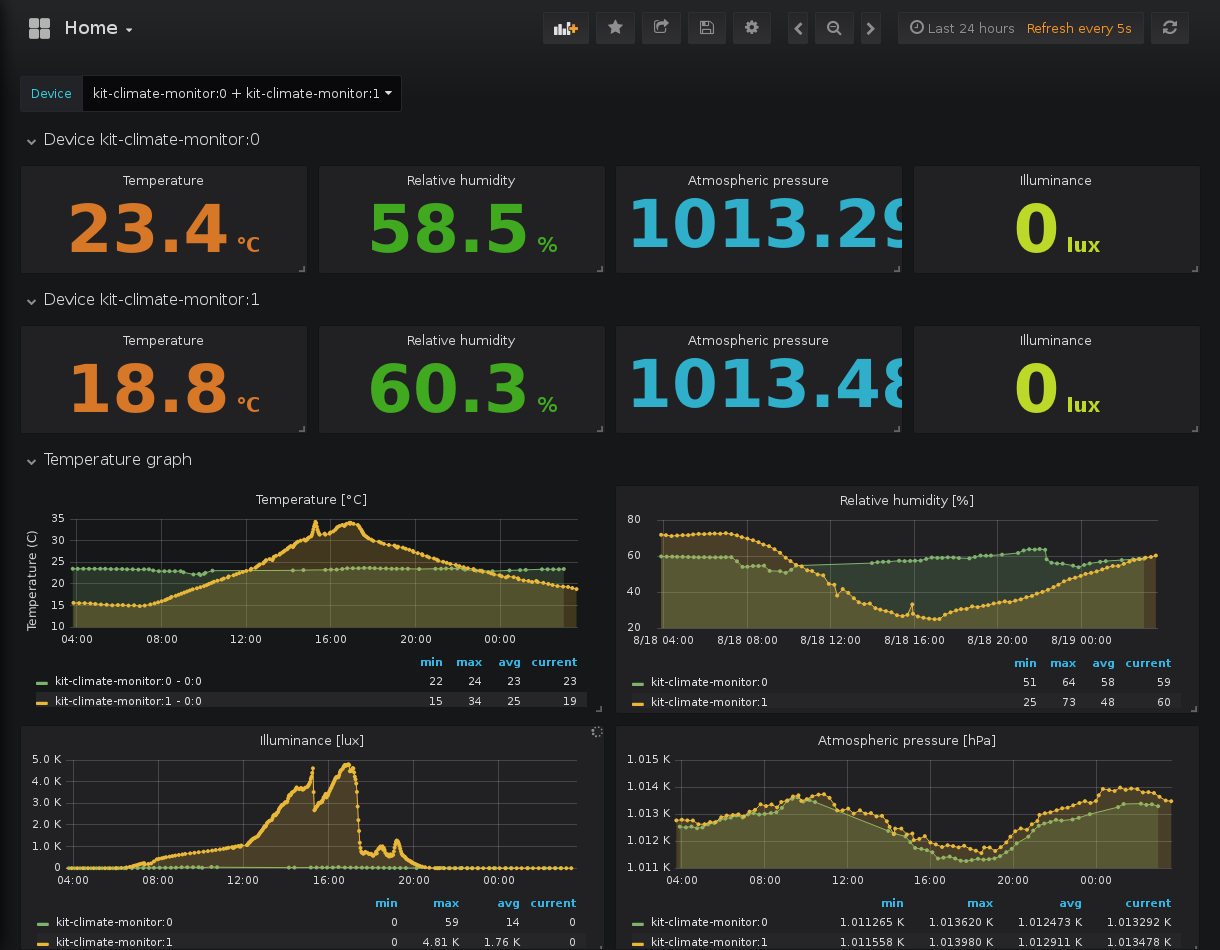 Home
Last 24 hours Refresh every 5s
Device kit-climate-monitor:0 + kit-climate-monitor:1
Device kit-climate-monitor:0
Temperature Relative humidity Atmospheric pressure Illuminance
23.4 °C 58.5 % 1013.29 0 lux
Device kit-climate-monitor:1
Temperature Relative humidity Atmospheric pressure Illuminance
18.8 °C 60.3 % 1013.48 0 lux
Temperature graph
Temperature [°C]
Temperature (C)
35
30
25
20
15
10
04:00 08:00 12:00 16:00 20:00 00:00
min max avg current
kit-climate-monitor:0 - 0:0 22 24 23 23
kit-climate-monitor:1 - 0:0 15 34 25 19
Relative humidity [%]
80
60
40
20
8/18 04:00 8/18 08:00 8/18 12:00 8/18 16:00 8/18 20:00 8/19 00:00
min max avg current
kit-climate-monitor:0 51 64 58 59
kit-climate-monitor:1 25 73 48 60
Illuminance [lux]
5.0 K
4.0 K
3.0 K
2.0 K
1.0 K
0
04:00 08:00 12:00 16:00 20:00 00:00
min max avg current
kit-climate-monitor:0 0 59 14 0
kit-climate-monitor:1 0 4.81 K 1.76 K 0
Atmospheric pressure [hPa]
1.015 K
1.014 K
1.013 K
1.012 K
1.011 K
04:00 08:00 12:00 16:00 20:00 00:00
min max avg current
kit-climate-monitor:0 1.011265 K 1.013620 K 1.012473 K 1.013292 K
kit-climate-monitor:1 1.011558 K 1.013980 K 1.012911 K 1.013478 K